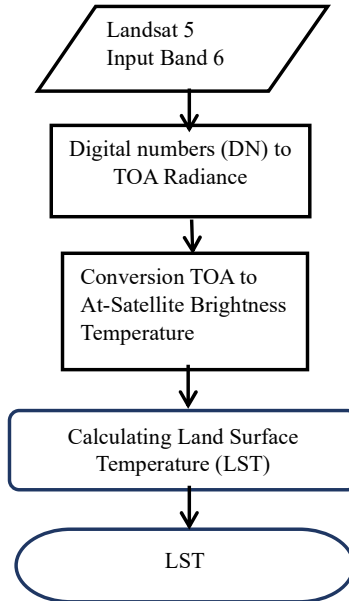 Landsat 5
Input Band 6
Digital numbers (DN) to
TOA Radiance
Conversion TOA to
At-Satellite Brightness
Temperature
Calculating Land Surface
Temperature (LST)
LST